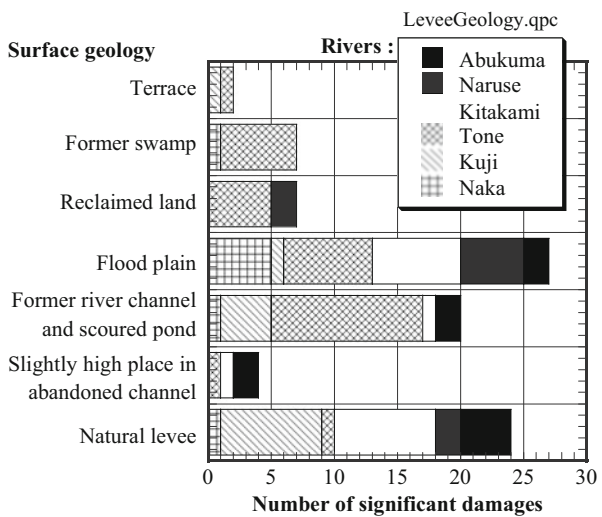 LeveeGeology.qpc
Surface geology
Rivers :
Abukuma
Naruse
Kitakami
Tone
Kuji
Naka
Terrace
Former swamp
Reclaimed land
Flood plain
Former river channel
and scoured pond
Slightly high place in
abandoned channel
Natural levee
0 5 10 15 20 25 30
Number of significant damages